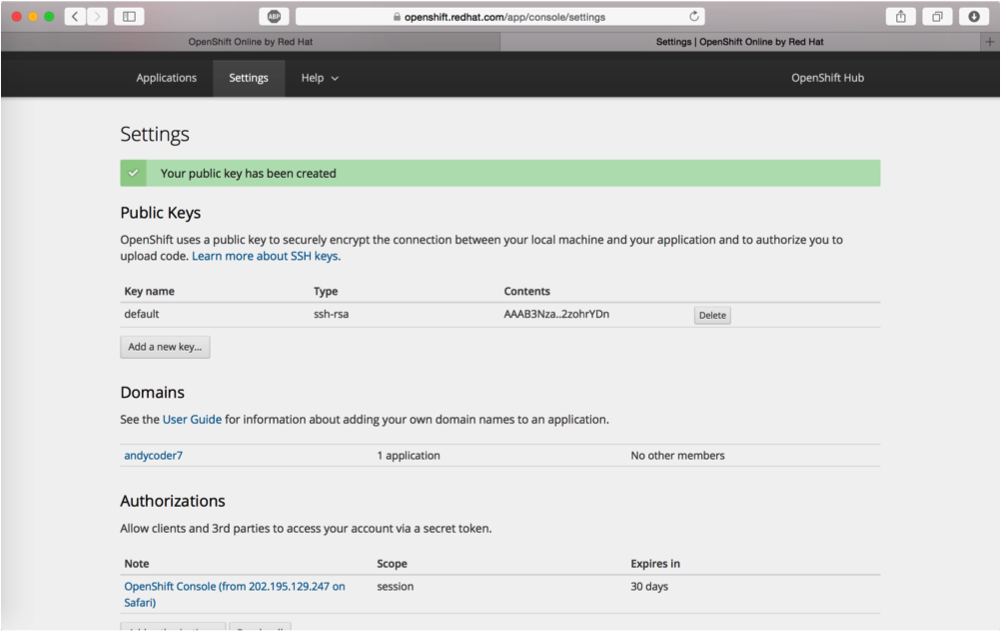 ABP
openshift.redhat.com/app/console/settings
OpenShift Online by Red Hat
Settings | OpenShift Online by Red Hat
Applications
Settings
Help
OpenShift Hub
Settings
Your public key has been created
Public Keys
OpenShift uses a public key to securely encrypt the connection between your local machine and your application and to authorize you to
upload code. Learn more about SSH keys.
Key name Type Contents
default ssh-rsa AAAB3Nza..2zohrYDn Delete
Add a new key...
Domains
See the User Guide for information about adding your own domain names to an application.
andycoder7 1 application No other members
Authorizations
Allow clients and 3rd parties to access your account via a secret token.
Note Scope Expires in
OpenShift Console (from 202.195.129.247 on session 30 days
Safari)